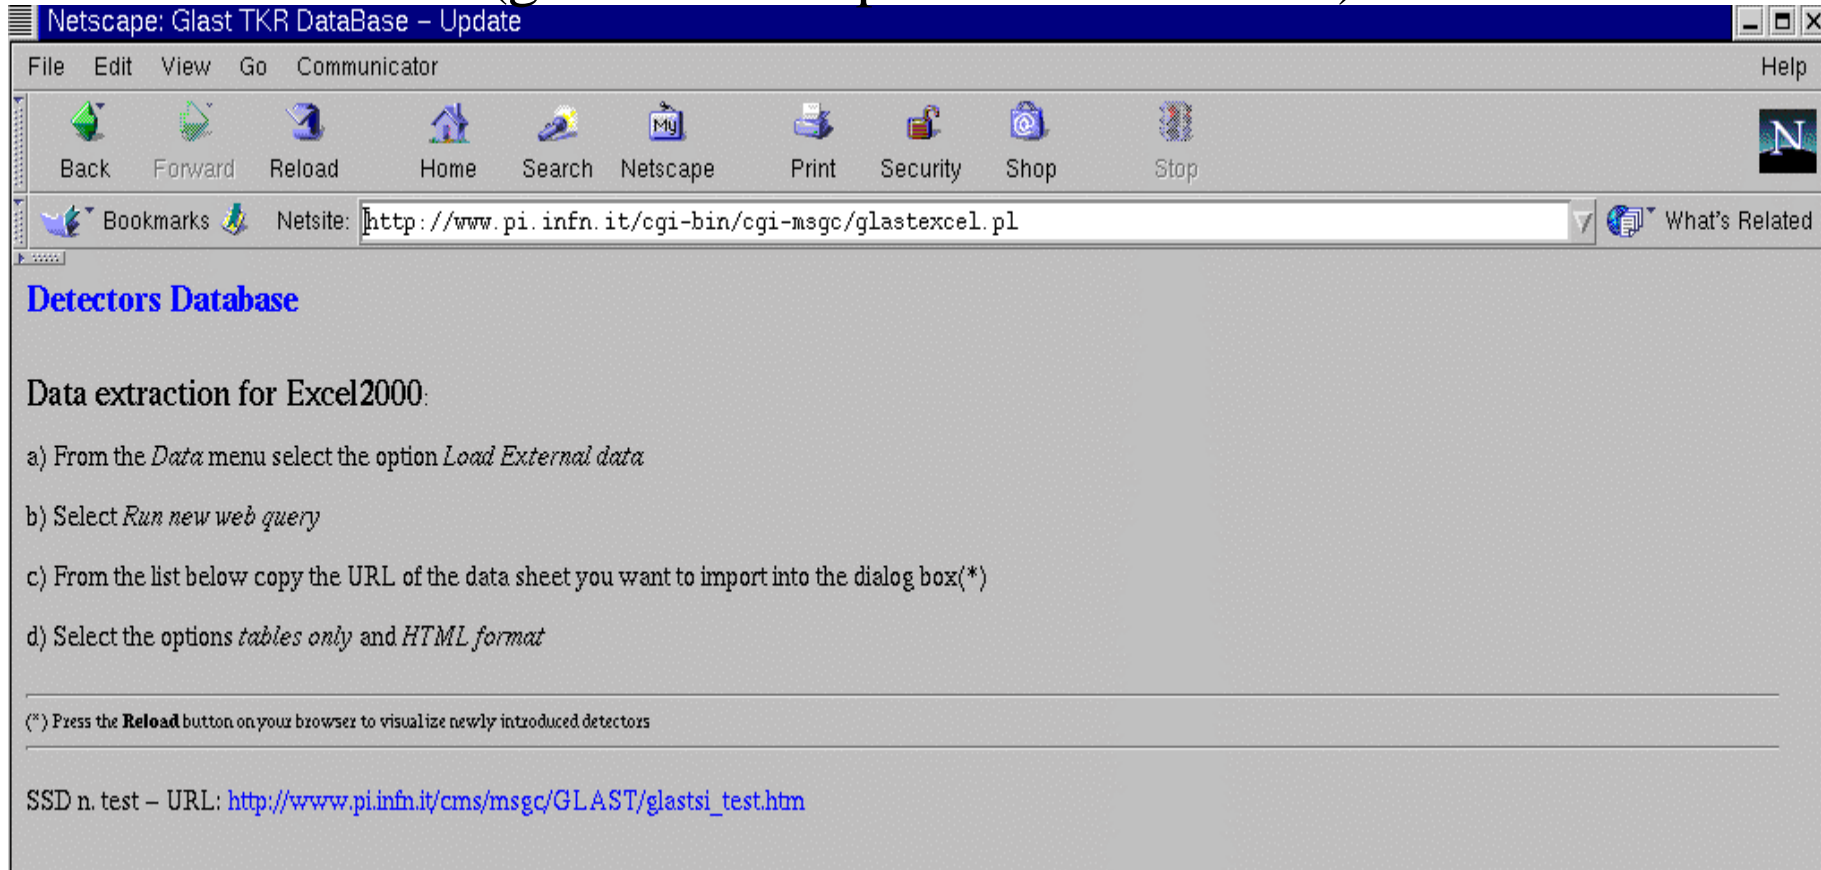 Netscape: Glast TKR DataBase – Update
File Edit View Go Communicator Help
My N
Back Forward Reload Home Search Netscape Print Security Shop Stop
Bookmarks Netsite: http://www.pi.infn.it/cgi-bin/cgi-msgc/glastexcel.pl What's Related
Detectors Database
Data extraction for Excel2000:
a) From the Data menu select the option Load External data
b) Select Run new web query
c) From the list below copy the URL of the data sheet you want to import into the dialog box(*)
d) Select the options tables only and HTML format
(*) Press the Reload button on your browser to visualize newly introduced detectors
SSD n. test – URL: http://www.pi.infn.it/cms/msgc/GLAST/glastsi_test.htm